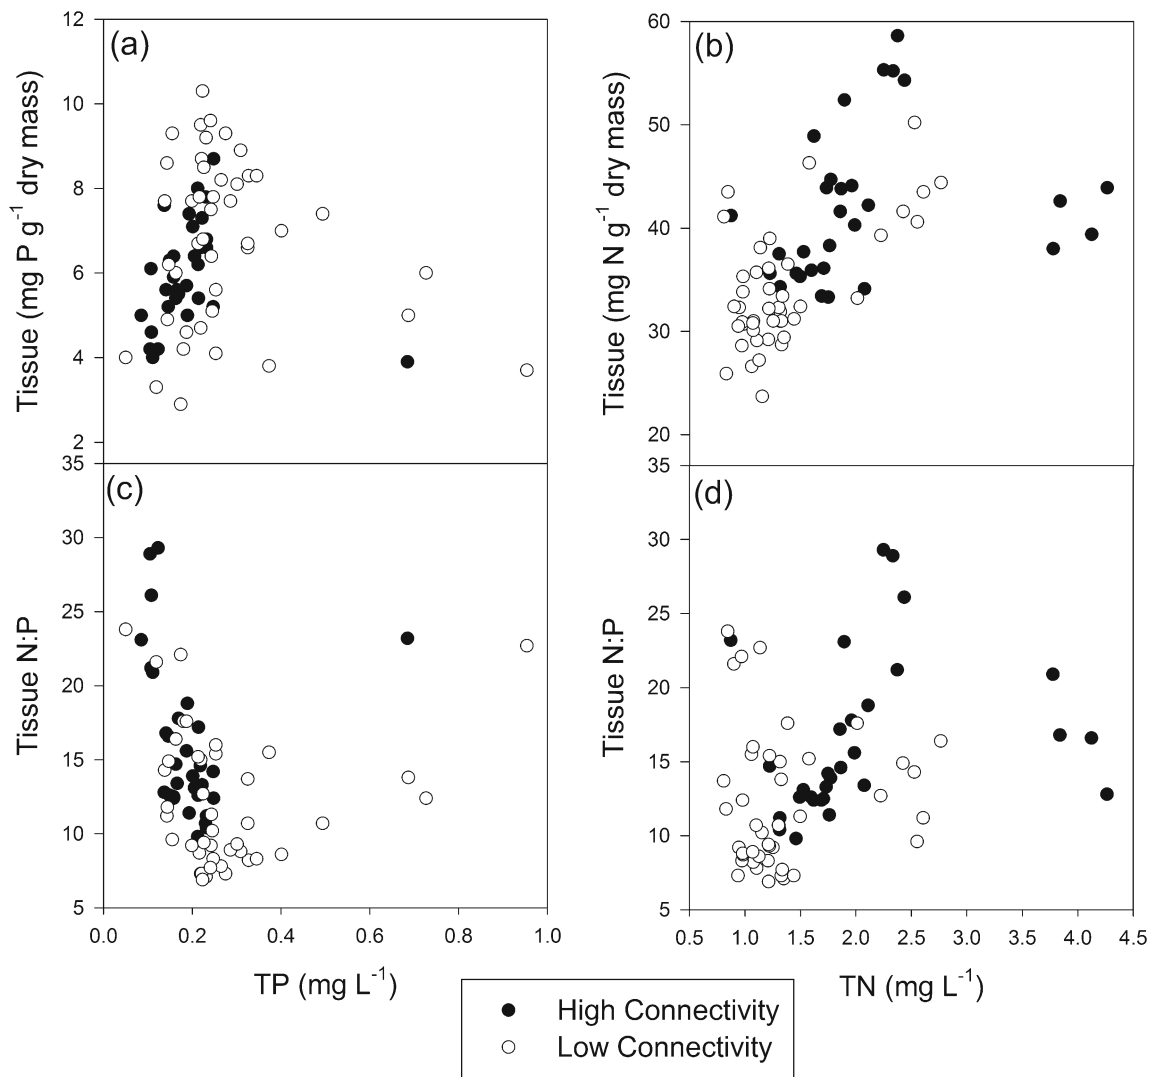 (a)
12
10
8
6
4
2
35
Tissue (mg P g-1 dry mass)
(b)
60
50
40
30
20
35
Tissue (mg N g-1 dry mass)
(c)
30
25
20
15
10
5
Tissue N:P
0.0 0.2 0.4 0.6 0.8 1.0
TP (mg L-1)
(d)
30
25
20
15
10
5
Tissue N:P
0.5 1.0 1.5 2.0 2.5 3.0 3.5 4.0 4.5
TN (mg L-1)
High Connectivity
Low Connectivity